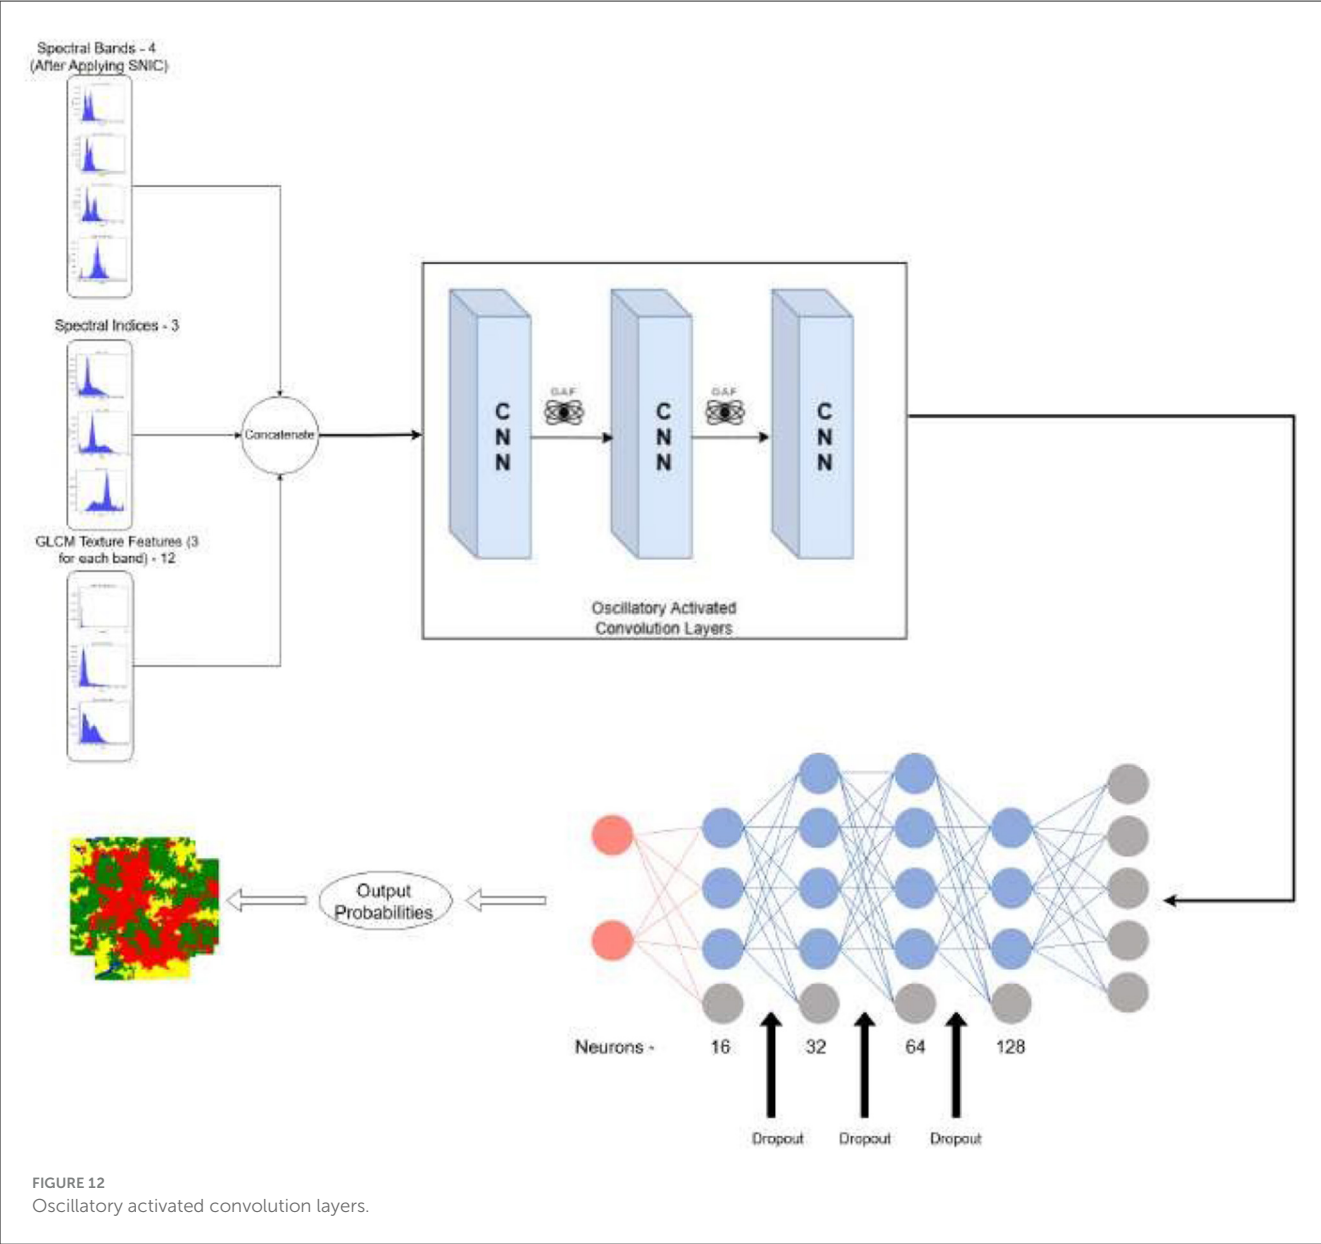 Spectral Bands - 4
(After Applying SNIC)
Spectral Indices - 3
GLCM Texture Features (3
for each band) - 12
Concatenate
C
N
N
O.A.F
C
N
N
O.A.F
C
N
N
Oscillatory Activated
Convolution Layers
Output
Probabilities
Neurons -
16
32
64
128
Dropout
Dropout
Dropout
FIGURE 12
Oscillatory activated convolution layers.